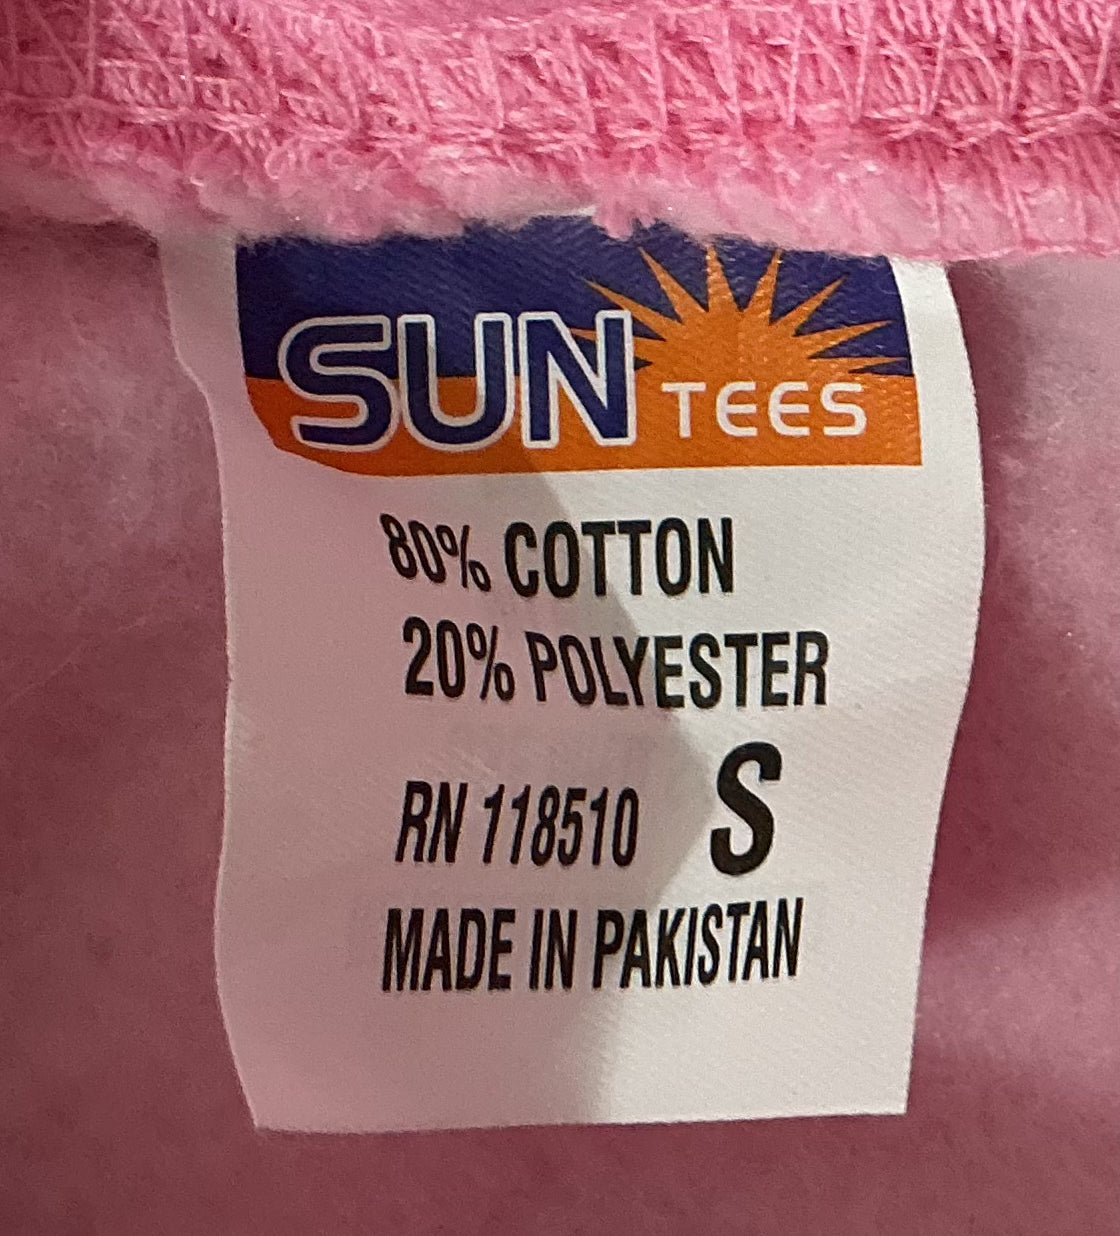 SUN TEES
80% COTTON
20% POLYESTER
RN 118510 S
MADE IN PAKISTAN